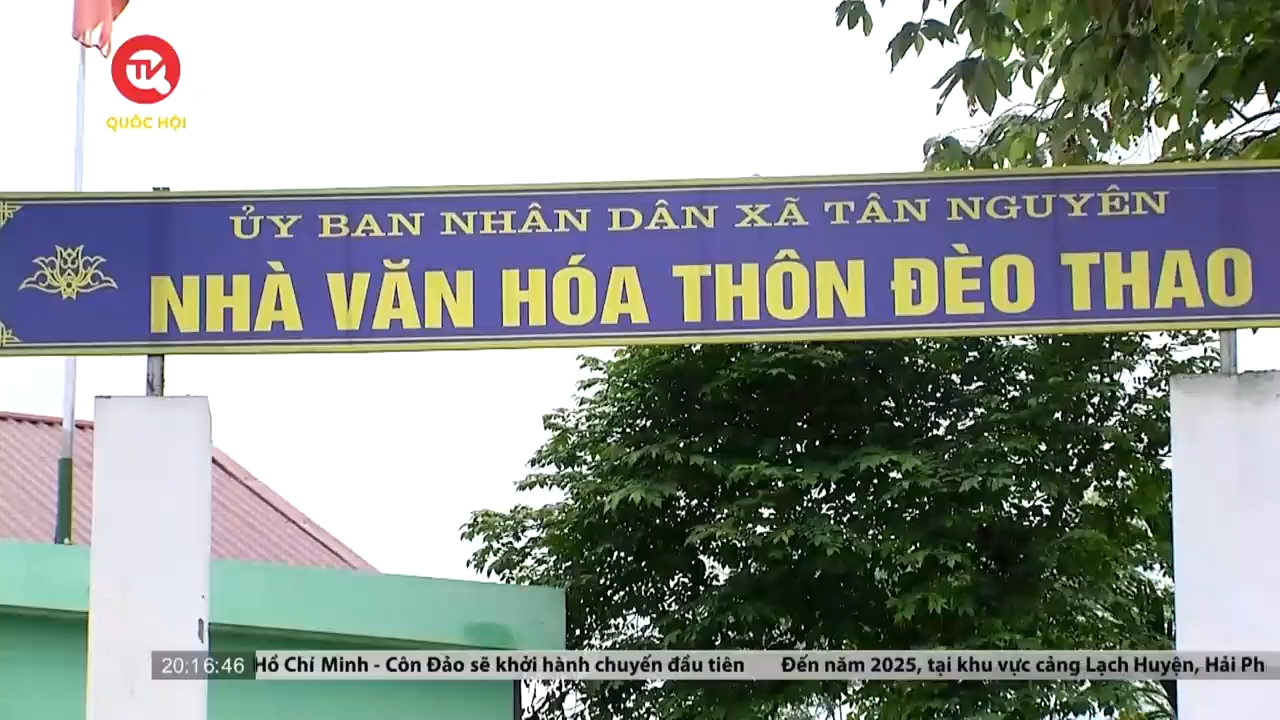 QUỐC HỘI
ỦY BAN NHÂN DÂN XÃ TÂN NGUYÊN
NHÀ VĂN HÓA THÔN ĐÈO THAO
20:16:46 Hồ Chí Minh - Côn Đảo sẽ khởi hành chuyến đầu tiên Đến năm 2025, tại khu vực cảng Lạch Huyện, Hải Ph